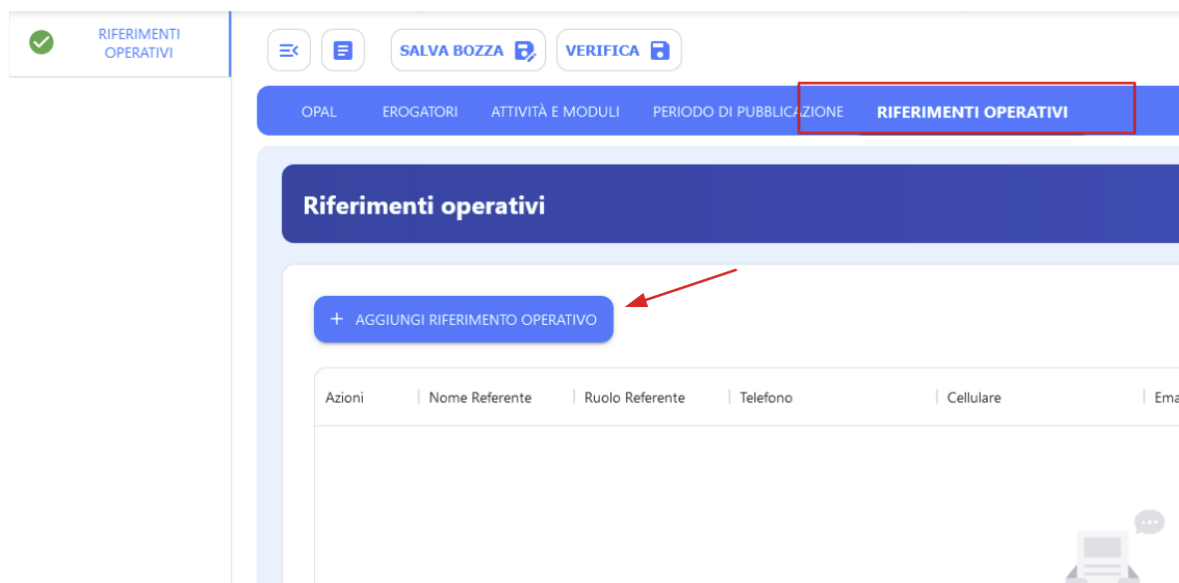 RIFERIMENTI
OPERATIVI
SALVA BOZZA VERIFICA
OPAL EROGATORI ATTIVITÀ E MODULI PERIODO DI PUBBLICAZIONE RIFERIMENTI OPERATIVI
Riferimenti operativi
+ AGGIUNGI RIFERIMENTO OPERATIVO
Azioni Nome Referente Ruolo Referente Telefono Cellulare Ema